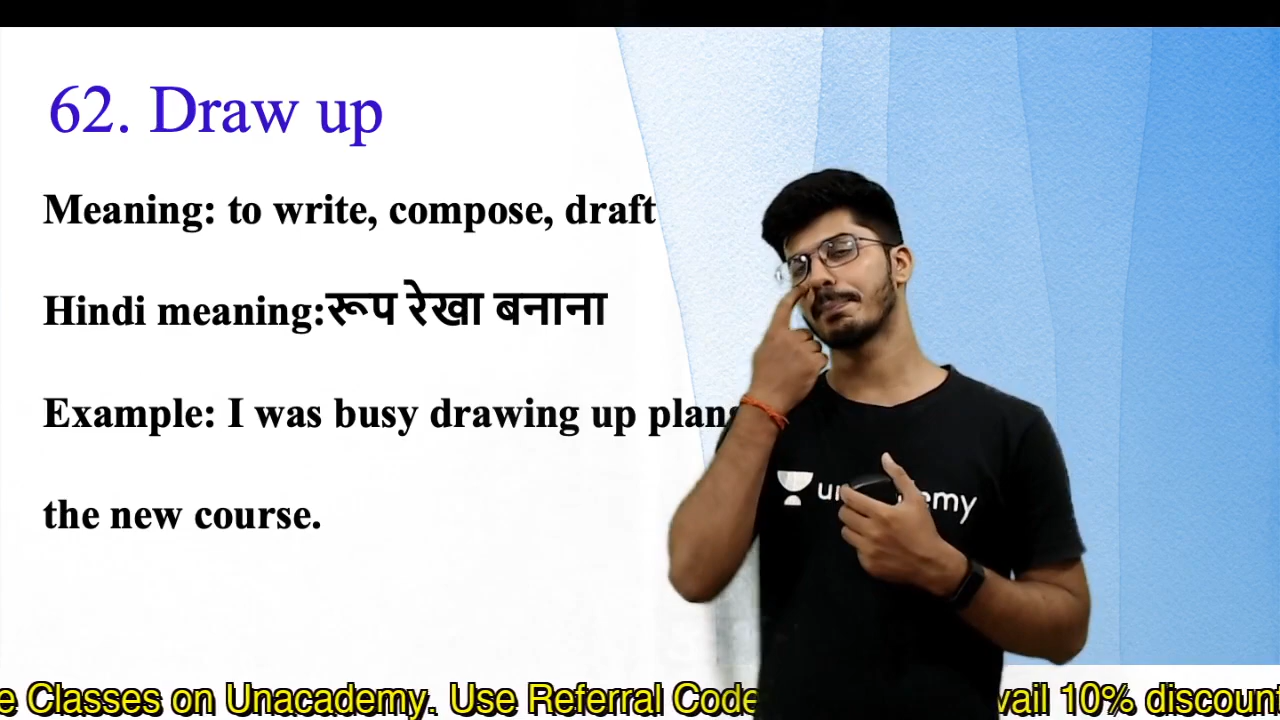 62. Draw up
Meaning: to write, compose, draft
Hindi meaning:रूप रेखा बनाना
Example: I was busy drawing up plans
the new course.
e Classes on Unacademy. Use Referral Code 10% discount